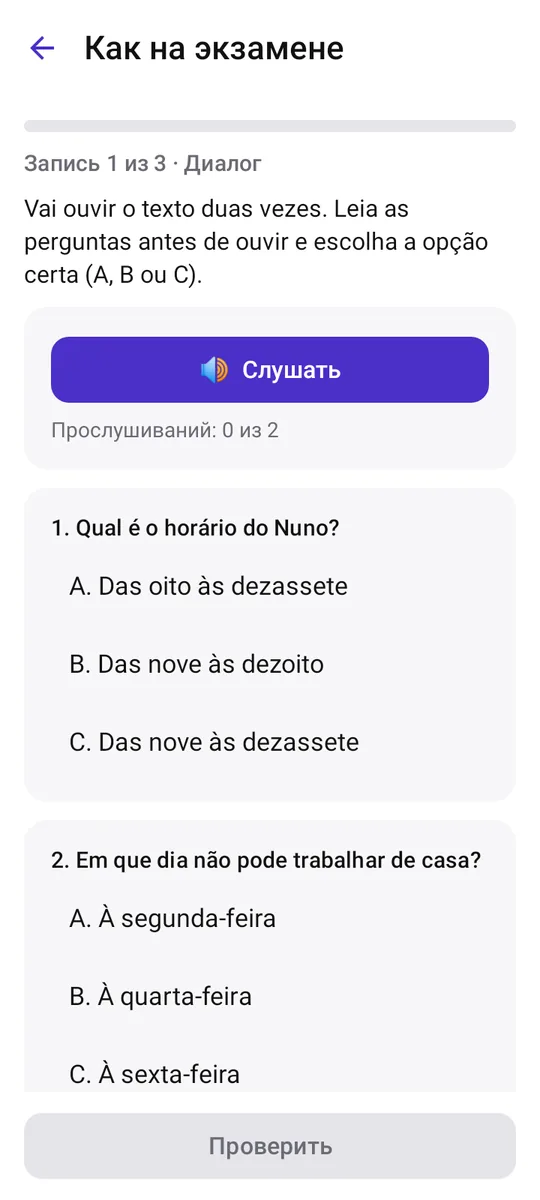 Как на экзамене
Запись 1 из 3 · Диалог
Vai ouvir o texto duas vezes. Leia as
perguntas antes de ouvir e escolha a opção
certa (A, B ou C).
Слушать
Прослушиваний: 0 из 2
1. Qual é o horário do Nuno?
A. Das oito às dezassete
B. Das nove às dezoito
C. Das nove às dezassete
2. Em que dia não pode trabalhar de casa?
A. À segunda-feira
B. À quarta-feira
C. À sexta-feira
Проверить